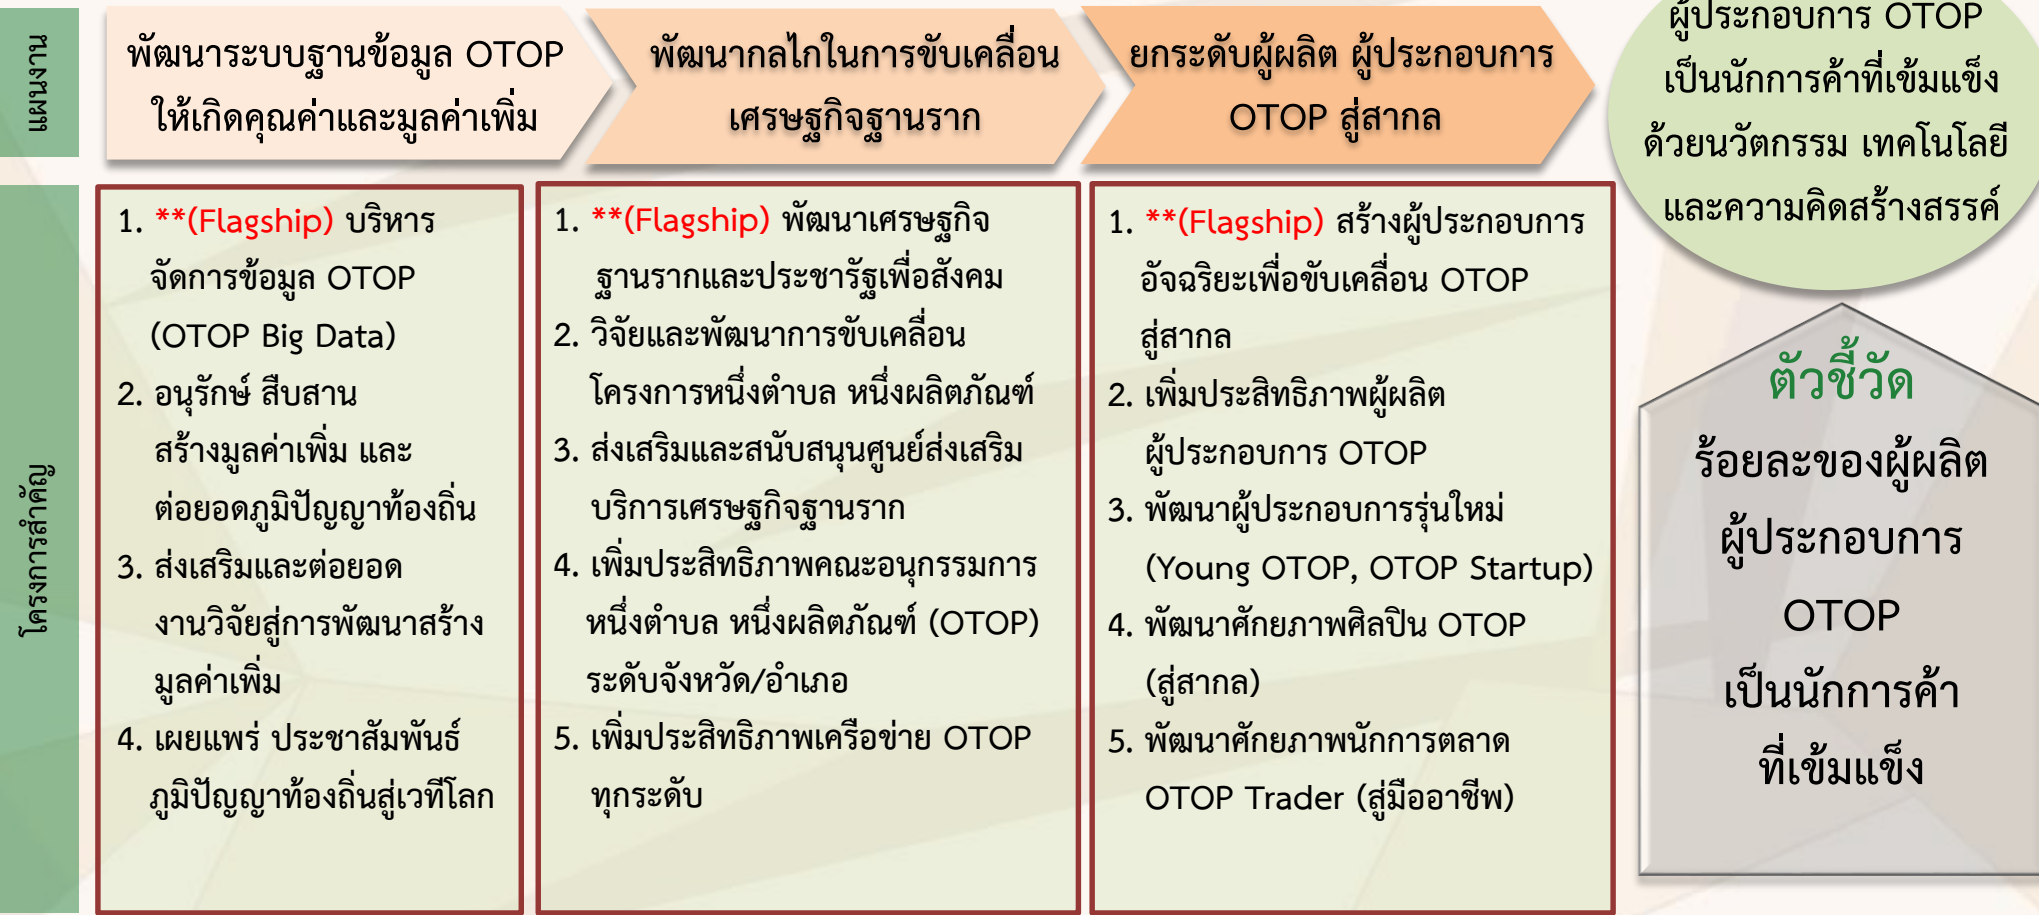 แผนงาน
พัฒนาระบบฐานข้อมูล OTOP
ให้เกิดคุณค่าและมูลค่าเพิ่ม
พัฒนากลไกในการขับเคลื่อน
เศรษฐกิจฐานราก
ยกระดับผู้ผลิต ผู้ประกอบการ
OTOP สู่สากล
ผู้ประกอบการ OTOP
เป็นนักการค้าที่เข้มแข็ง
ด้วยนวัตกรรม เทคโนโลยี
และความคิดสร้างสรรค์
โครงการสำคัญ
1. **(Flagship) บริหาร
จัดการข้อมูล OTOP
(OTOP Big Data)
2. อนุรักษ์ สืบสาน
สร้างมูลค่าเพิ่ม และ
ต่อยอดภูมิปัญญาท้องถิ่น
3. ส่งเสริมและต่อยอด
งานวิจัยสู่การพัฒนาสร้าง
มูลค่าเพิ่ม
4. เผยแพร่ ประชาสัมพันธ์
ภูมิปัญญาท้องถิ่นสู่เวทีโลก
1. **(Flagship) พัฒนาเศรษฐกิจ
ฐานรากและประชารัฐเพื่อสังคม
2. วิจัยและพัฒนาการขับเคลื่อน
โครงการหนึ่งตำบล หนึ่งผลิตภัณฑ์
3. ส่งเสริมและสนับสนุนศูนย์ส่งเสริม
บริการเศรษฐกิจฐานราก
4. เพิ่มประสิทธิภาพคณะอนุกรรมการ
หนึ่งตำบล หนึ่งผลิตภัณฑ์ (OTOP)
ระดับจังหวัด/อำเภอ
5. เพิ่มประสิทธิภาพเครือข่าย OTOP
ทุกระดับ
1. **(Flagship) สร้างผู้ประกอบการ
อัจฉริยะเพื่อขับเคลื่อน OTOP
สู่สากล
2. เพิ่มประสิทธิภาพผู้ผลิต
ผู้ประกอบการ OTOP
3. พัฒนาผู้ประกอบการรุ่นใหม่
(Young OTOP, OTOP Startup)
4. พัฒนาศักยภาพศิลปิน OTOP
(สู่สากล)
5. พัฒนาศักยภาพนักการตลาด
OTOP Trader (สู่มืออาชีพ)
ตัวชี้วัด
ร้อยละของผู้ผลิต
ผู้ประกอบการ
OTOP
เป็นนักการค้า
ที่เข้มแข็ง